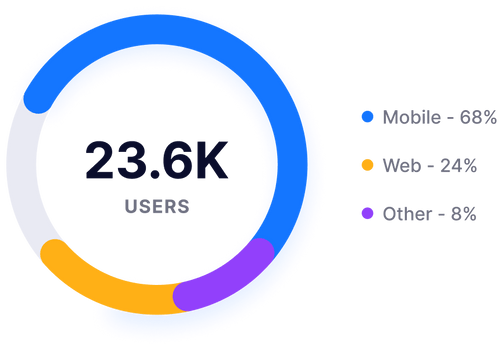 23.6K
USERS
Mobile - 68%
Web - 24%
Other - 8%